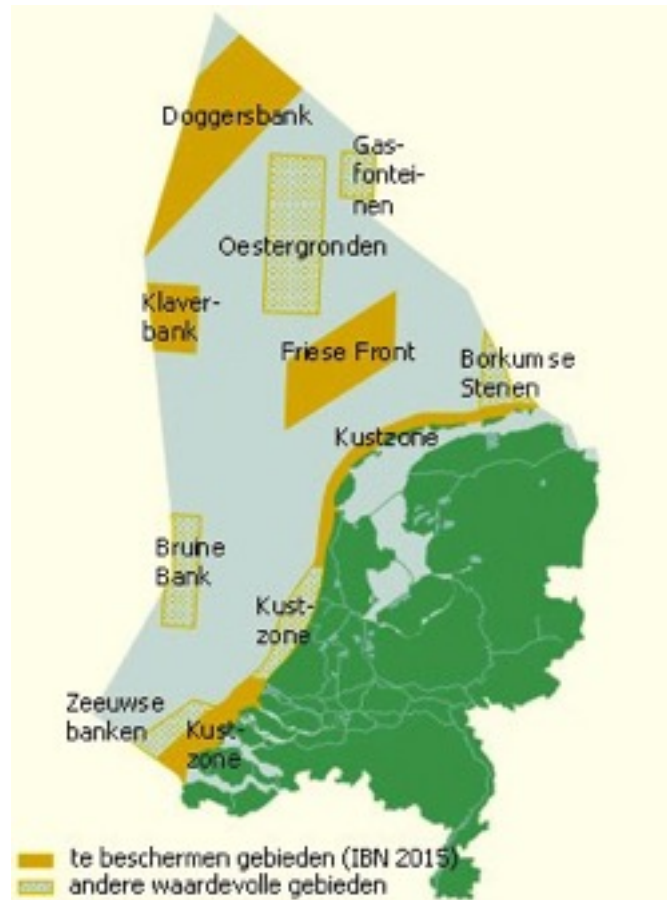 Doggersbank
Gas-
fontei-
nen
Oestergronden
Klaver-
bank
Friese Front
Borkumse
Stenen
Kustzone
Bruine
Bank
Kust-
zone
Zeeuwse
banken
Kust-
zone
te beschermen gebieden (IBN 2015)
andere waardevolle gebieden